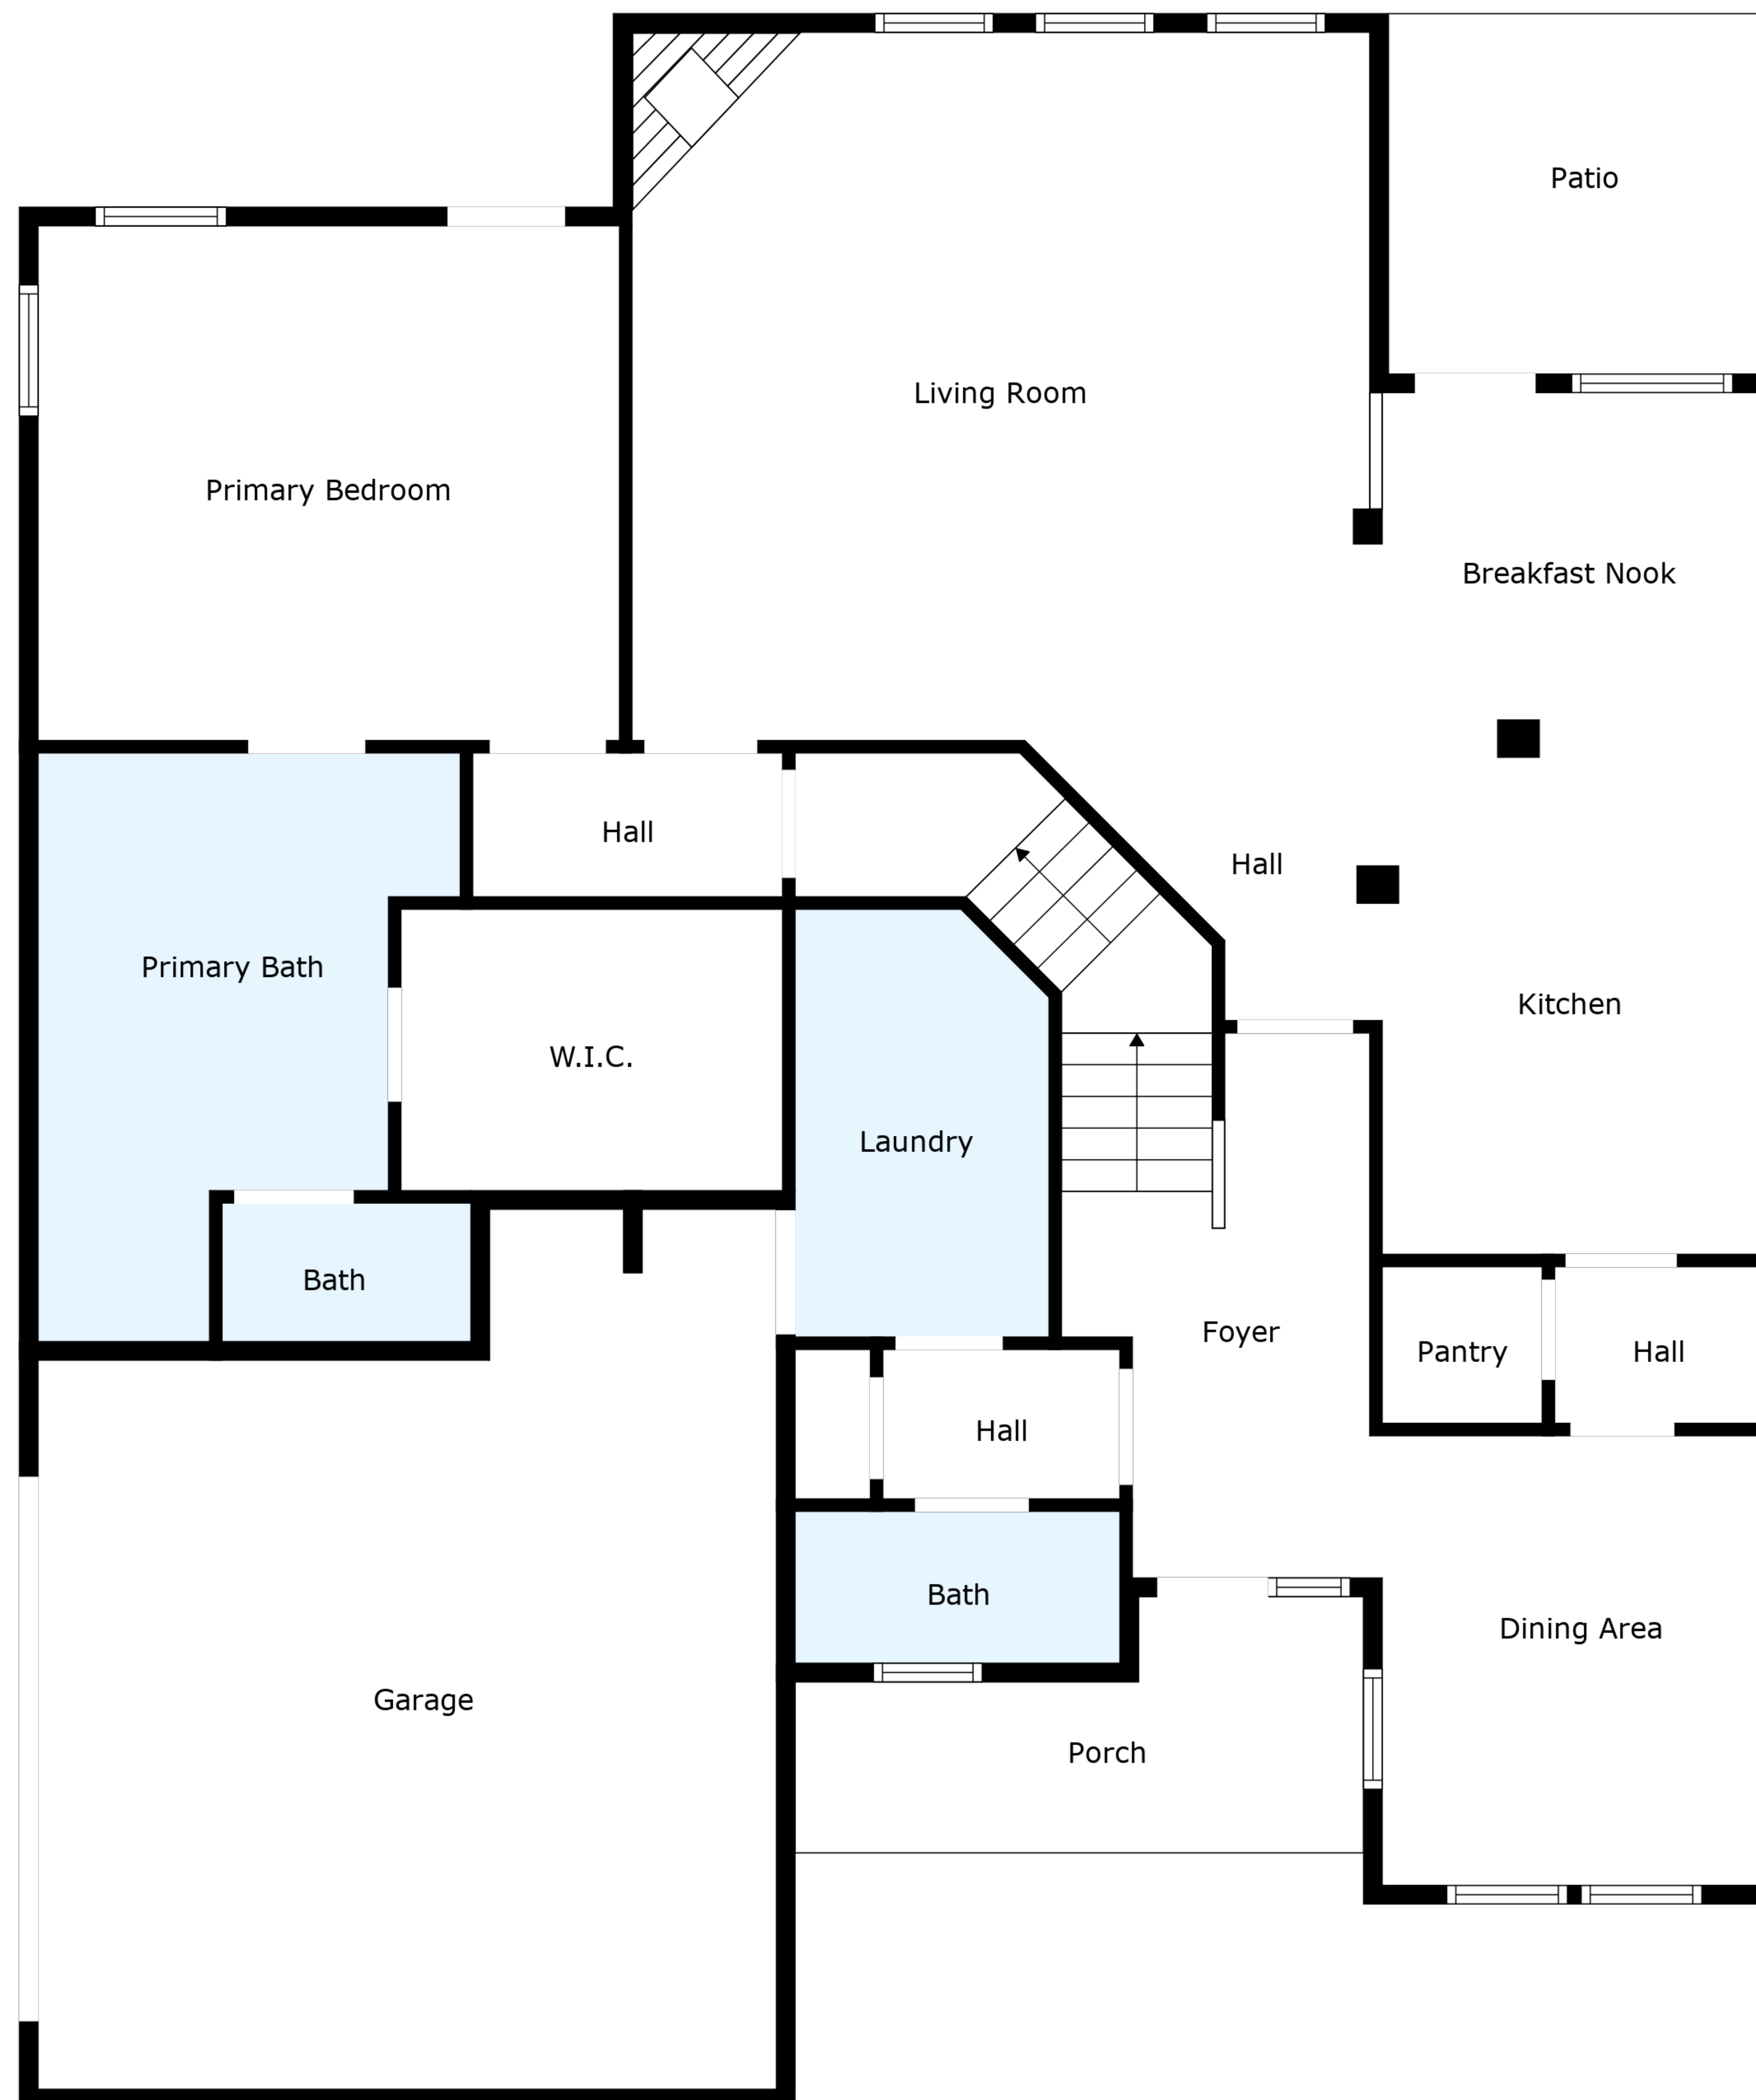 Patio
Living Room
Primary Bedroom
Breakfast Nook
Hall
Hall
Primary Bath
Kitchen
W.I.C.
Laundry
Bath
Foyer
Pantry
Hall
Hall
Bath
Dining Area
Garage
Porch